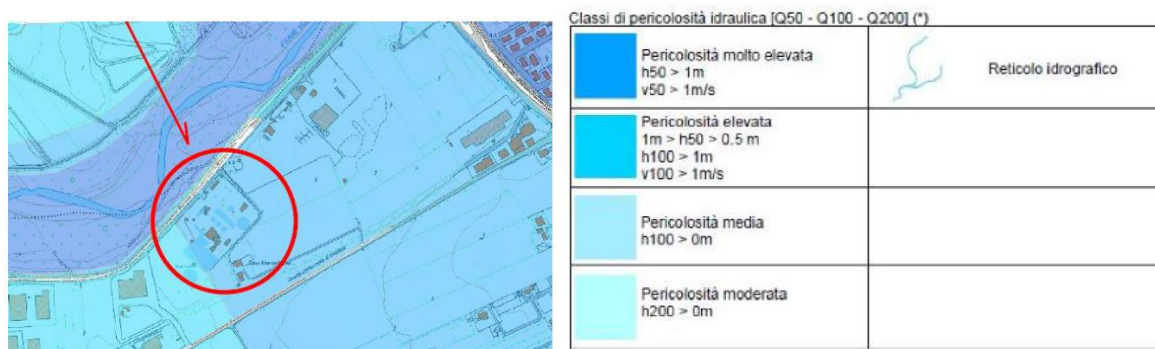 Classi di pericolosità idraulica [Q50 - Q100 - Q200] (*)
Pericolosità molto elevata
h50 > 1m
v50 > 1m/s
Reticolo idrografico
Pericolosità elevata
1m > h50 > 0.5 m
h100 > 1m
v100 > 1m/s
Pericolosità media
h100 > 0m
Pericolosità moderata
h200 > 0m